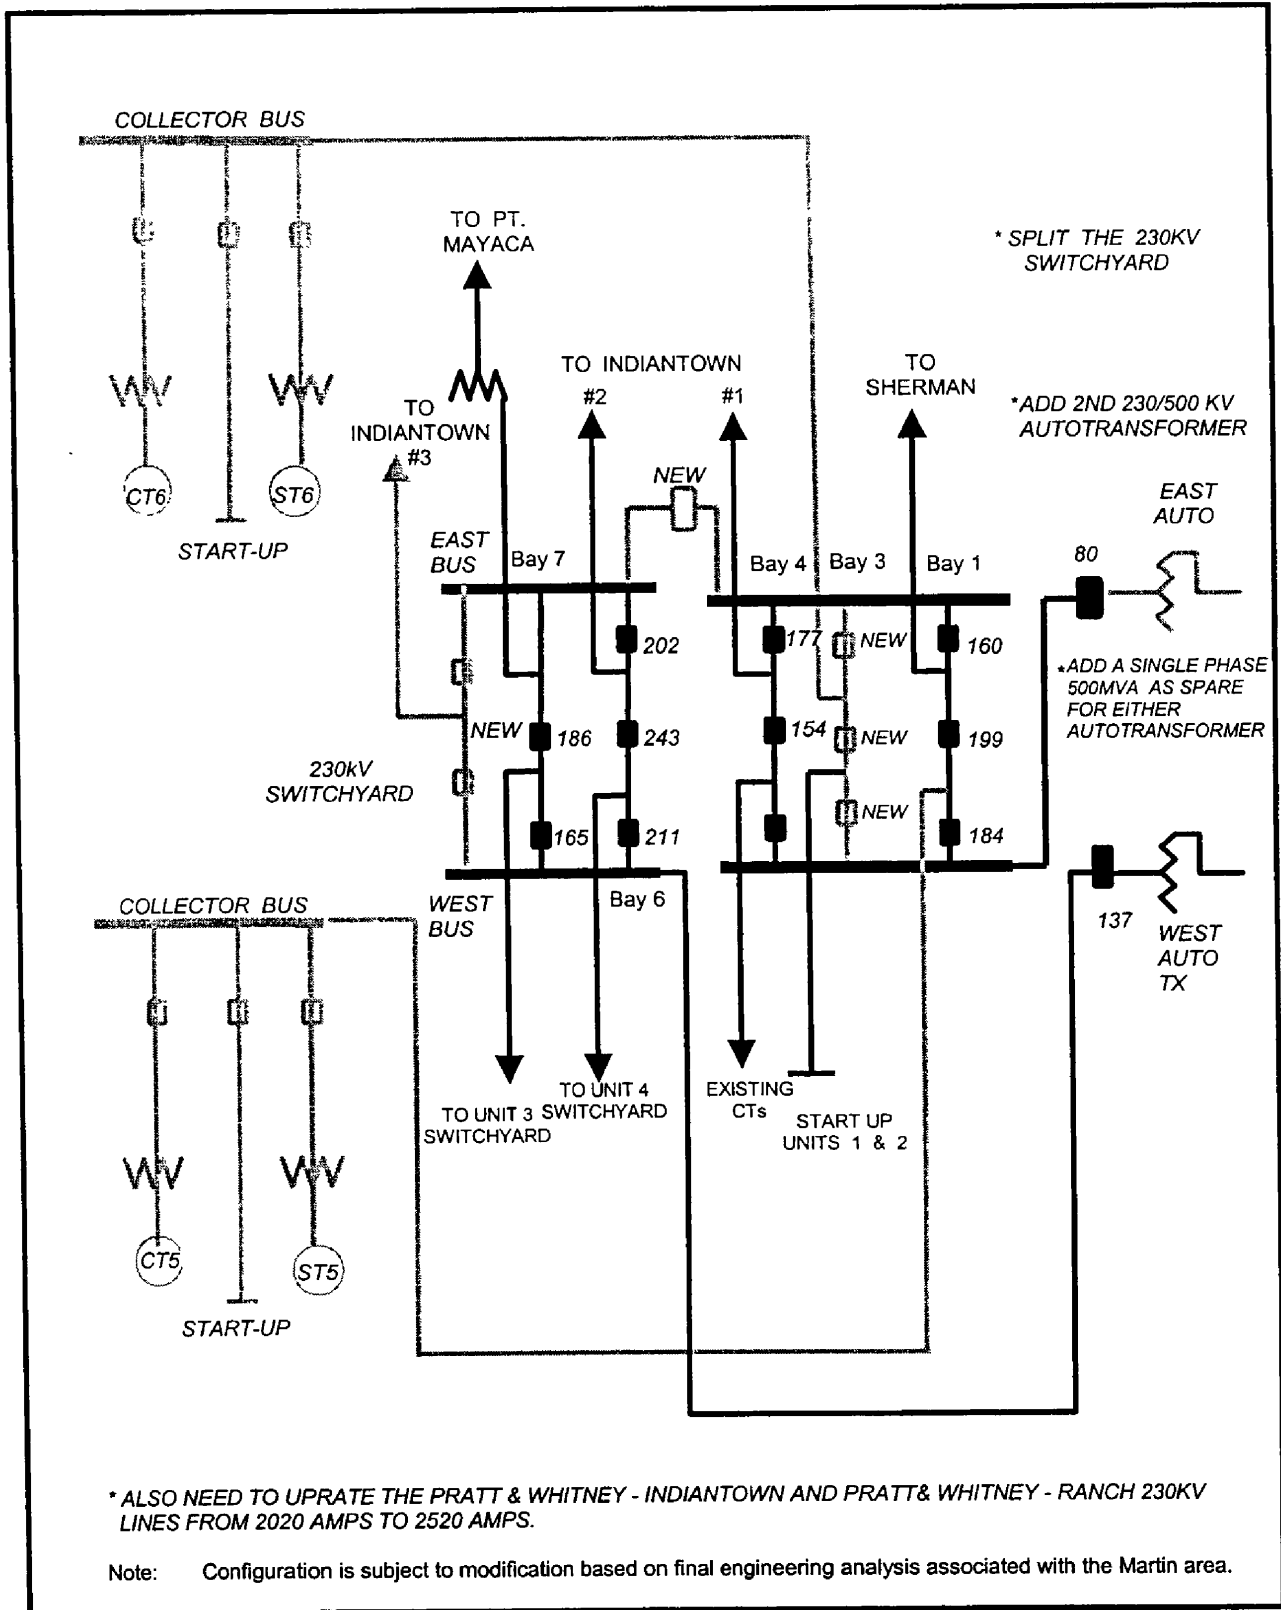 COLLECTOR BUS
TO PT.
MAYACA
* SPLIT THE 230KV
SWITCHYARD
TO INDIANTOWN
#2
#1
TO
SHERMAN
*ADD 2ND 230/500 KV
AUTOTRANSFORMER
TO
INDIANTOWN
#3
NEW
CT6
ST6
START-UP
EAST
AUTO
EAST
BUS
Bay 7
Bay 4
Bay 3
Bay 1
80
202
177
NEW
160
*ADD A SINGLE PHASE
500MVA AS SPARE
FOR EITHER
AUTOTRANSFORMER
NEW
186
243
154
NEW
199
230kV
SWITCHYARD
NEW
165
211
184
COLLECTOR BUS
WEST
BUS
Bay 6
137
WEST
AUTO
TX
TO UNIT 3
SWITCHYARD
TO UNIT 4
SWITCHYARD
EXISTING
CTs
START UP
UNITS 1 & 2
CT5
ST5
START-UP
* ALSO NEED TO UPRATE THE PRATT & WHITNEY - INDIANTOWN AND PRATT& WHITNEY - RANCH 230KV
LINES FROM 2020 AMPS TO 2520 AMPS.
Note: Configuration is subject to modification based on final engineering analysis associated with the Martin area.